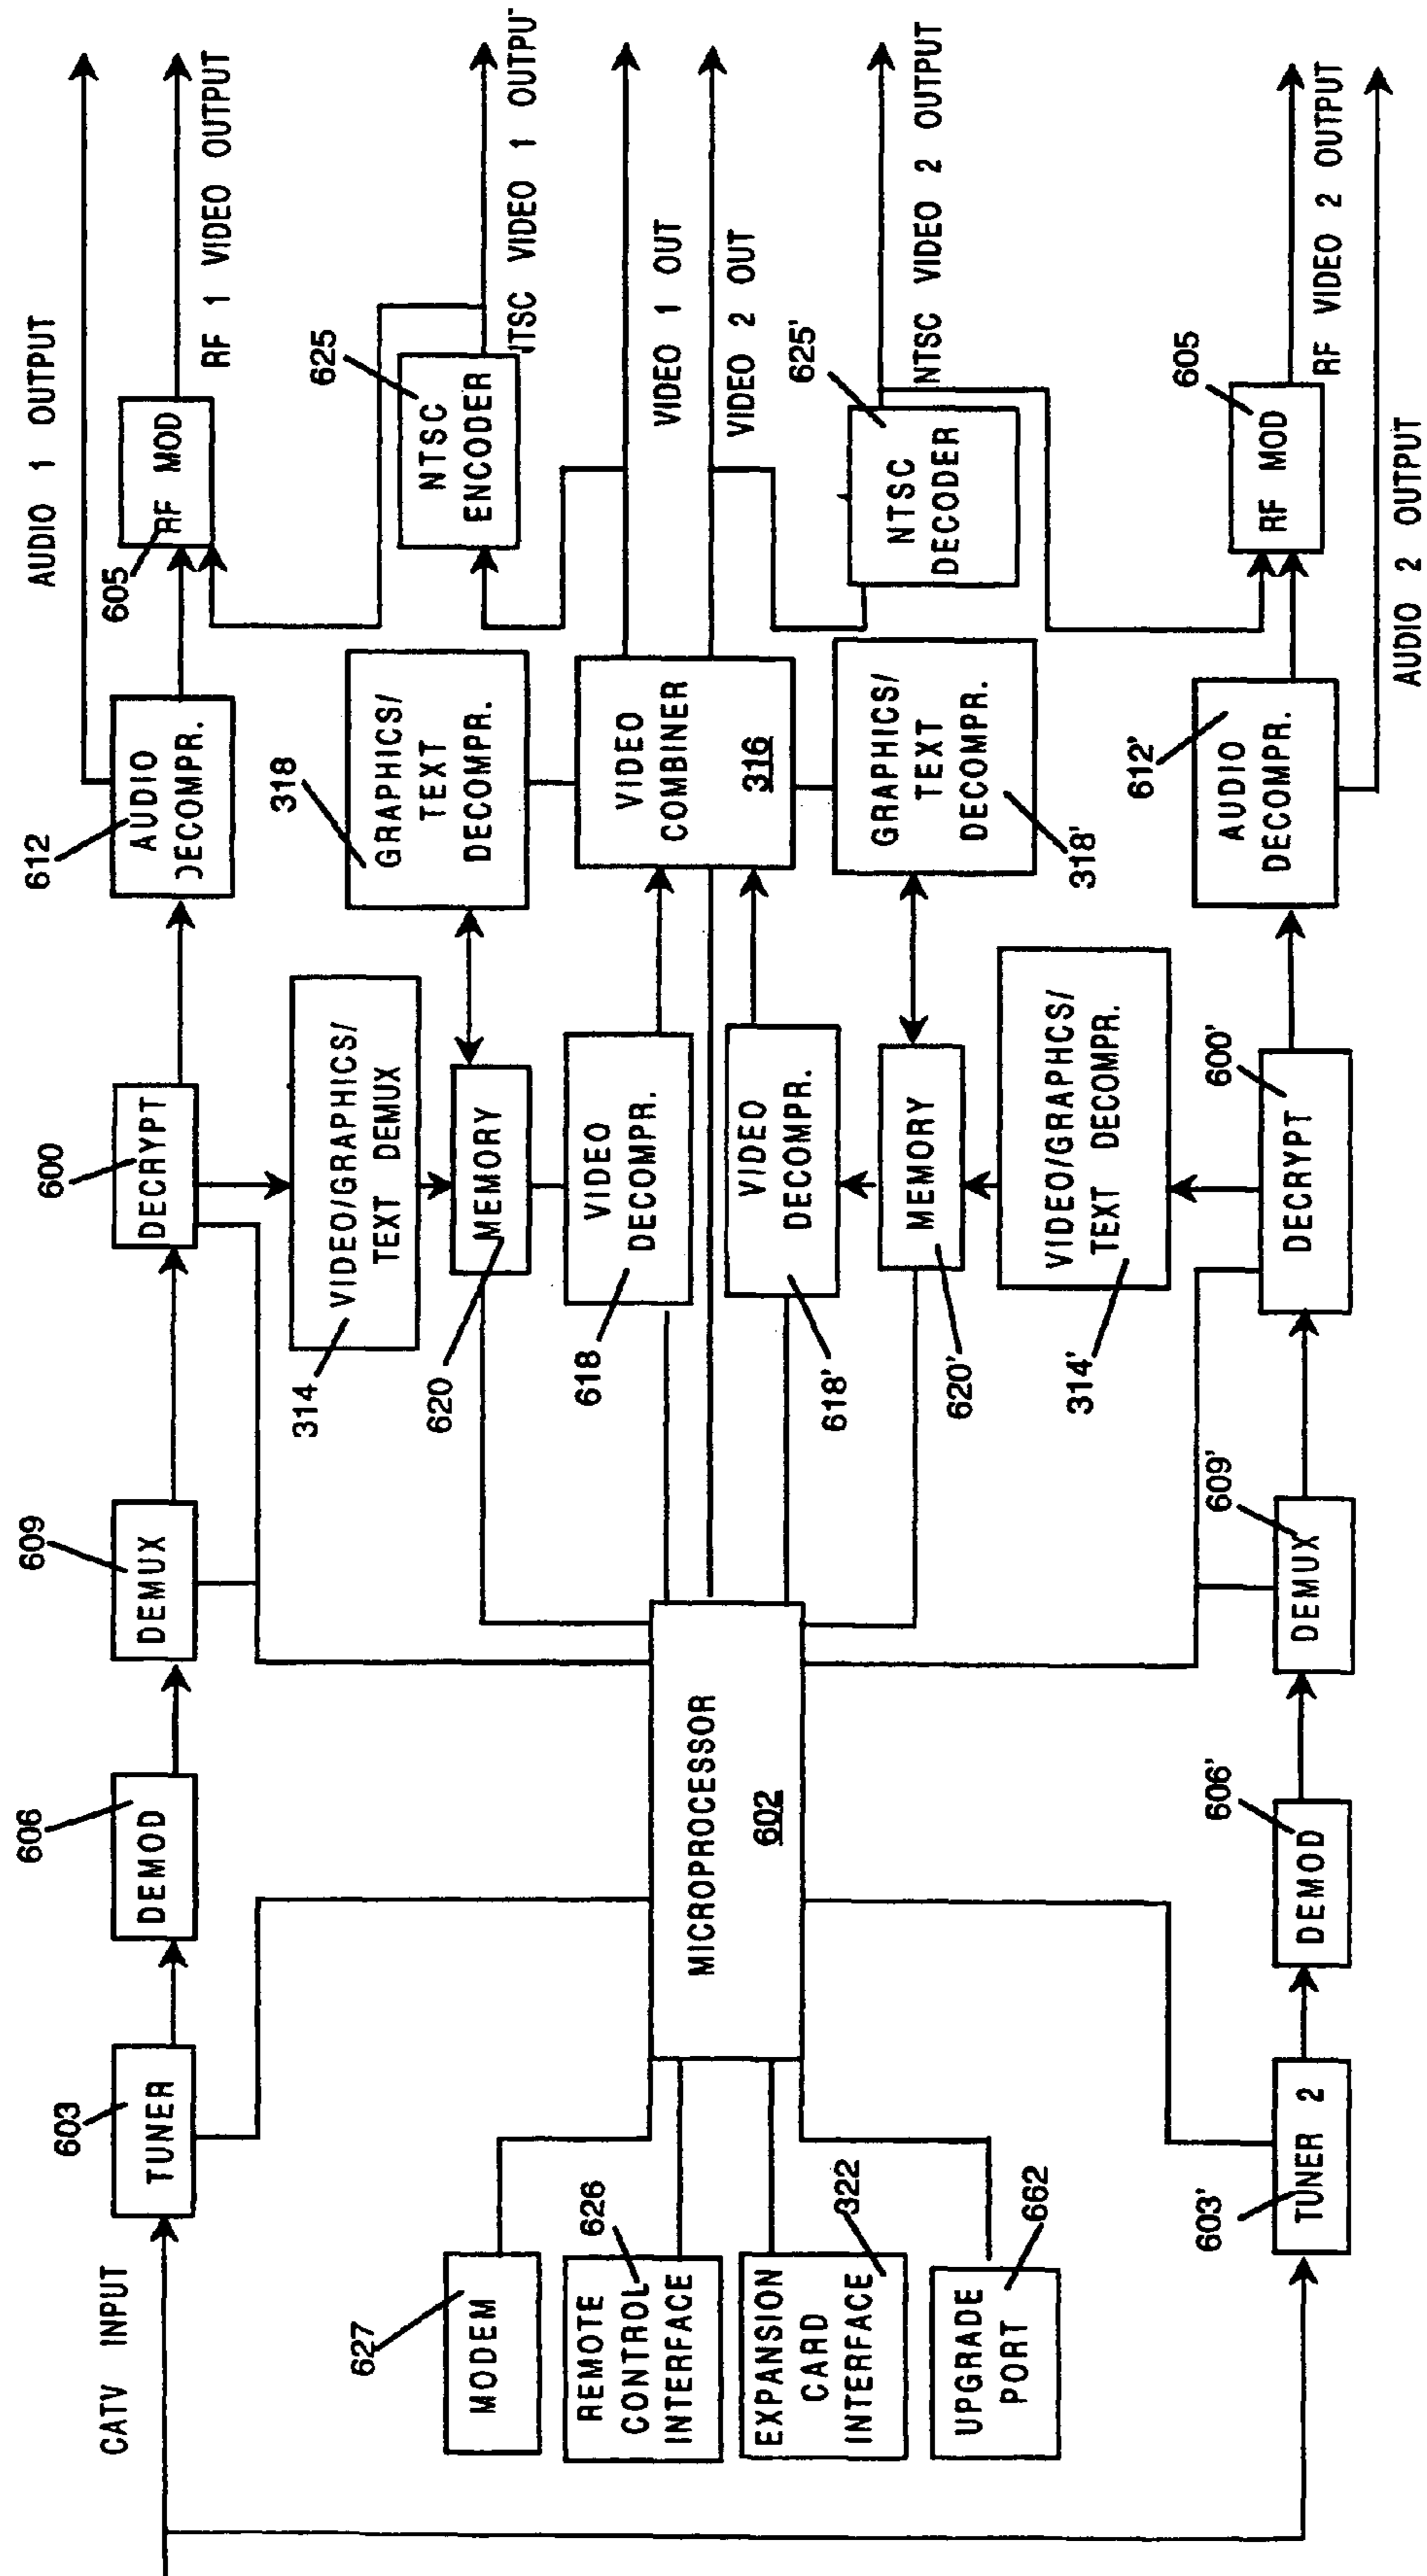 CATV INPUT
603
TUNER
606
DEMOD
609
DEMUX
600
DECRYPT
612
AUDIO
DECOMPR.
605
RF MOD
AUDIO 1 OUTPUT
RF 1 VIDEO OUTPUT
314
VIDEO/GRAPHICS/
TEXT DEMUX
318
GRAPHICS/
TEXT
DECOMPR.
625
NTSC
ENCODER
NTSC VIDEO 1 OUTPUT
627
MODEM
620
MEMORY
626
REMOTE
CONTROL
INTERFACE
618
VIDEO
DECOMPR.
VIDEO
COMBINER
316
VIDEO 1 OUT
VIDEO 2 OUT
MICROPROCESSOR
602
322
EXPANSION
CARD
INTERFACE
VIDEO
DECOMPR.
618'
625'
NTSC
DECODER
NTSC VIDEO 2 OUTPUT
GRAPHICS/
TEXT
DECOMPR.
318'
662
UPGRADE
PORT
MEMORY
620'
VIDEO/GRAPHCS/
TEXT DECOMPR.
314'
603'
TUNER 2
606'
DEMOD
609'
DEMUX
600'
DECRYPT
612'
AUDIO
DECOMPR.
605
RF MOD
RF VIDEO 2 OUTPUT
AUDIO 2 OUTPUT